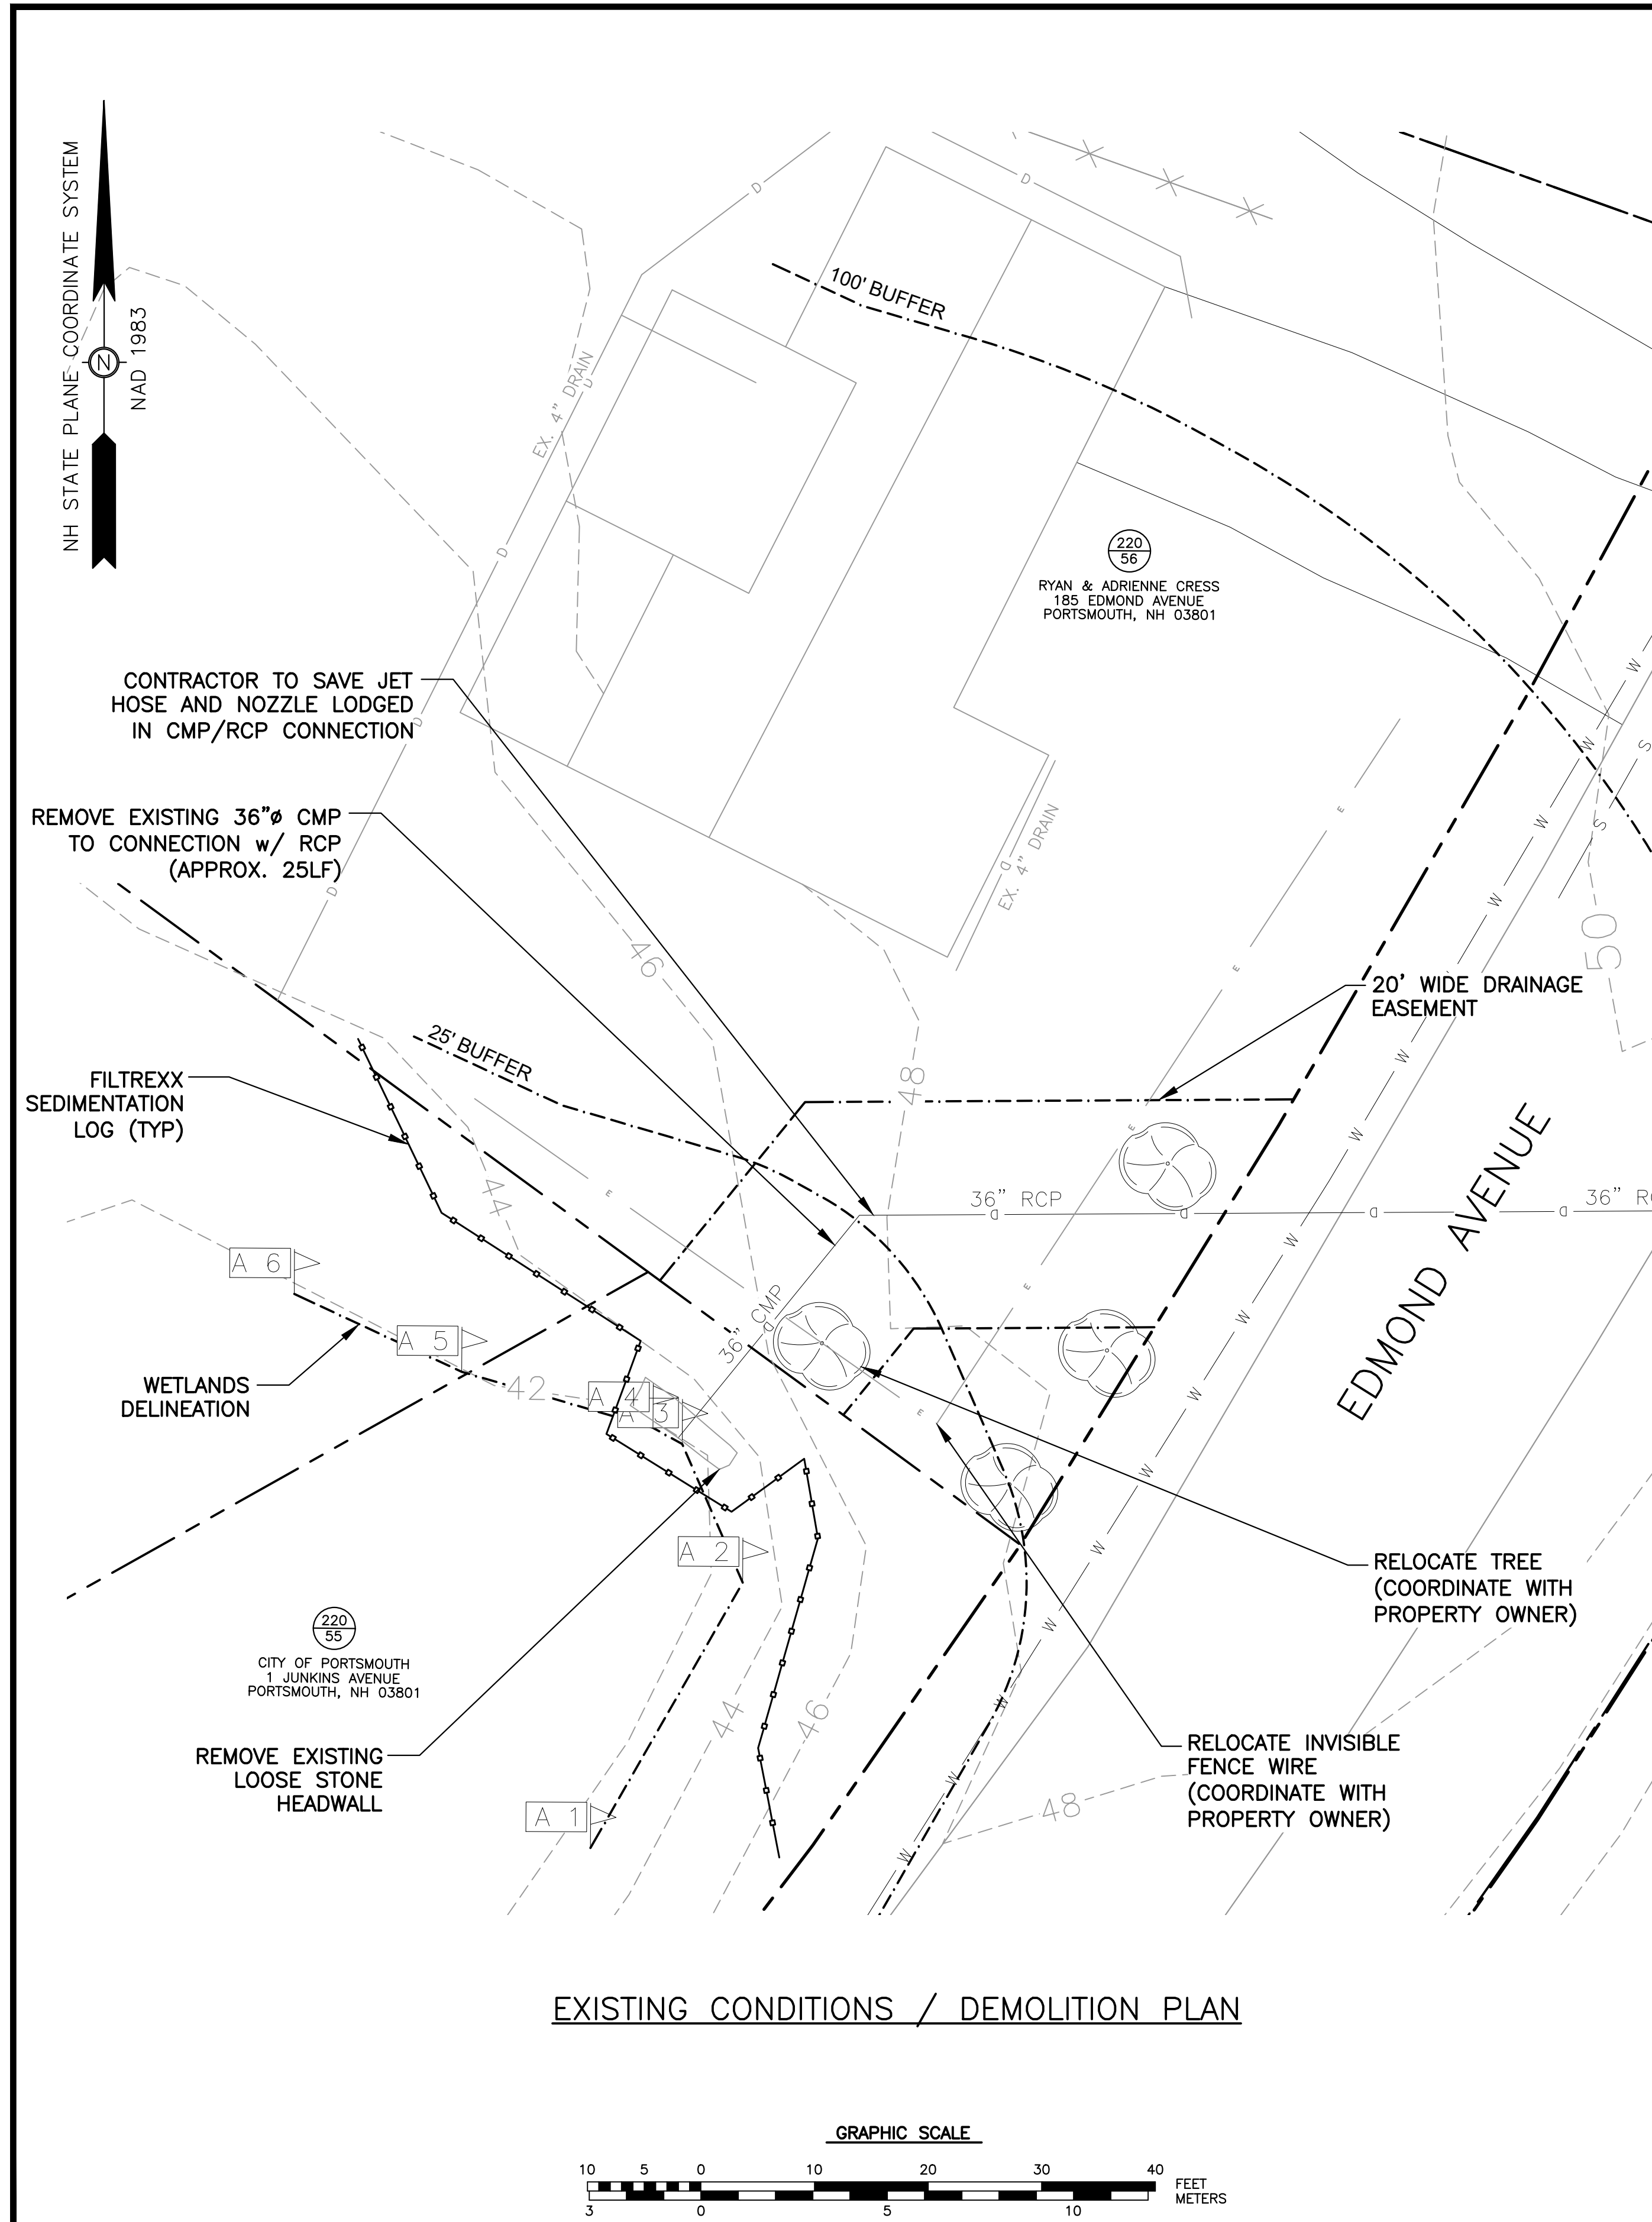 NH STATE PLANE COORDINATE SYSTEM
NAD 1983
N
D
D
100' BUFFER
EX. 4" DRAIN
D
D
220
56
RYAN & ADRIENNE CRESS
185 EDMOND AVENUE
PORTSMOUTH, NH 03801
CONTRACTOR TO SAVE JET
HOSE AND NOZZLE LODGED
IN CMP/RCP CONNECTION
D
W
W
W
S
S
REMOVE EXISTING 36"ø CMP
TO CONNECTION w/ RCP
(APPROX. 25LF)
D
E
W
D
EX. 4" DRAIN
W
46
E
50
W
20' WIDE DRAINAGE
EASEMENT
25' BUFFER
W
48
FILTREXX
SEDIMENTATION
LOG (TYP)
E
W
44
E
36" RCP
D
D
D
D
36" R
EDMOND AVENUE
W
A 6
E
36" CMP
D
W
A 5
WETLANDS
DELINEATION
42
A 4
A 3
E
W
W
A 2
W
RELOCATE TREE
(COORDINATE WITH
PROPERTY OWNER)
220
55
CITY OF PORTSMOUTH
1 JUNKINS AVENUE
PORTSMOUTH, NH 03801
W
44
46
W
REMOVE EXISTING
LOOSE STONE
HEADWALL
RELOCATE INVISIBLE
FENCE WIRE
(COORDINATE WITH
PROPERTY OWNER)
W
A 1
48
W
EXISTING CONDITIONS / DEMOLITION PLAN
GRAPHIC SCALE
10 5 0 10 20 30 40
FEET
METERS
3 0 5 10